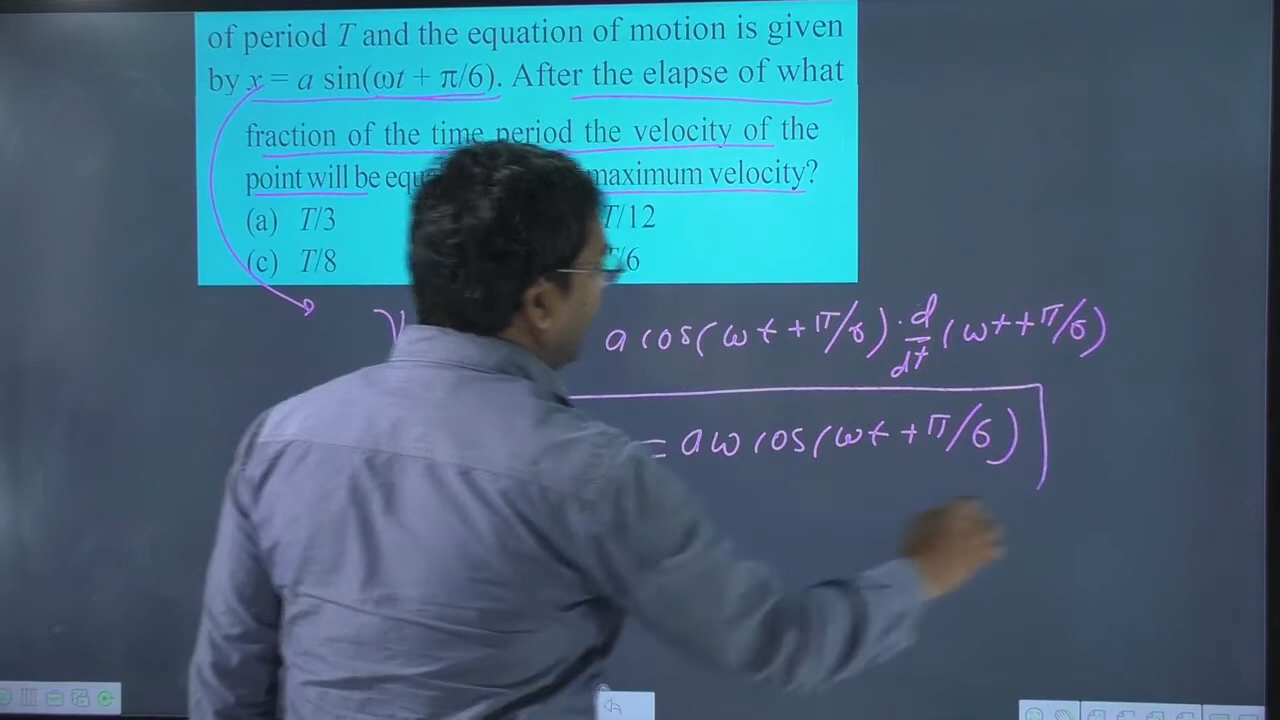 of period T and the equation of motion is given
by x = a sin(ωt + π/6). After the elapse of what
fraction of the time period the velocity of the
point will be maximum velocity?
(a) T/3 T/12
(c) T/8 /6
a cos(ωt + π/6) · d/dt (ωt + π/6)
= aω cos(ωt + π/6)